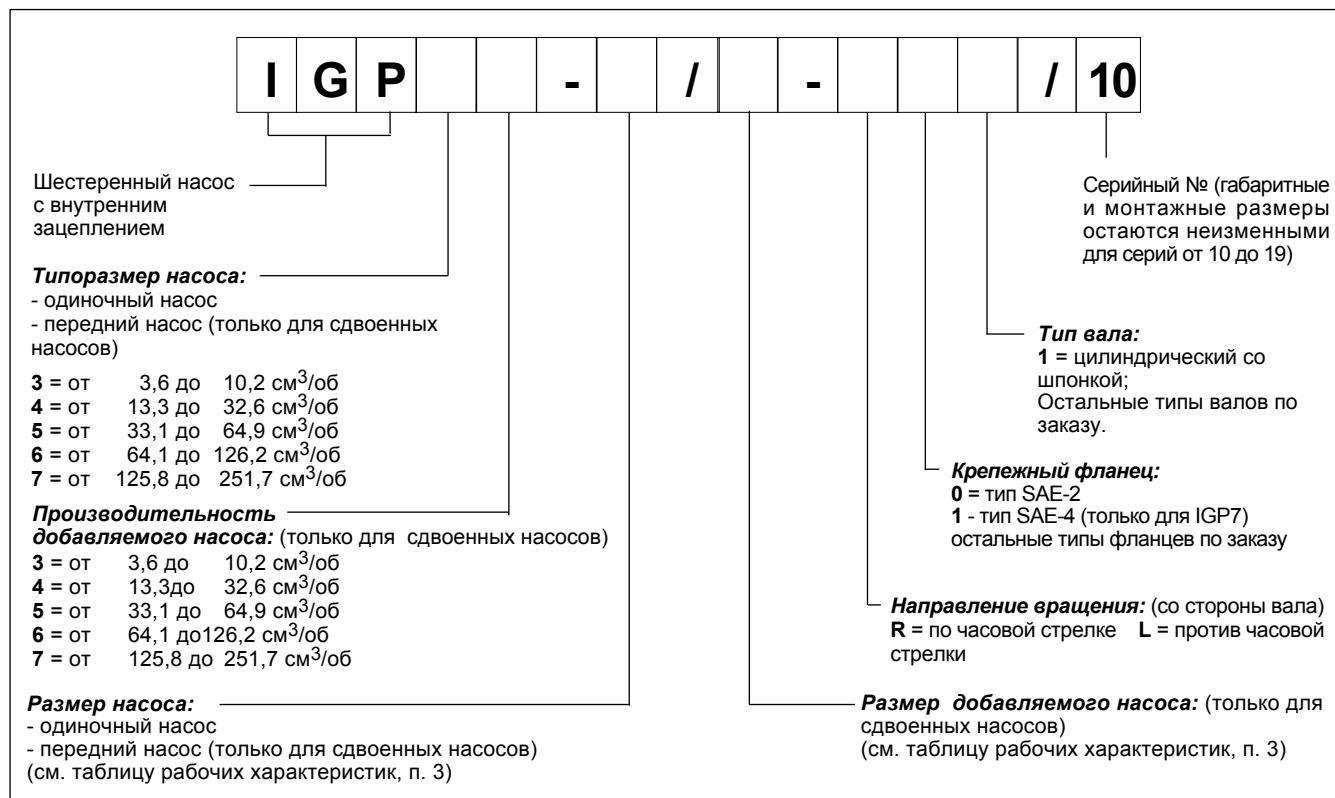 I G P - / - / 10
Шестеренный насос
с внутренним
зацеплением
Серийный № (габаритные
и монтажные размеры
остаются неизменными
для серий от 10 до 19)
Типоразмер насоса:
- одиночный насос
- передний насос (только для сдвоенных
насосов)
3 = от 3,6 до 10,2 см³/об
4 = от 13,3 до 32,6 см³/об
5 = от 33,1 до 64,9 см³/об
6 = от 64,1 до 126,2 см³/об
7 = от 125,8 до 251,7 см³/об
Тип вала:
1 = цилиндрический со
шпонкой;
Остальные типы валов по
заказу.
Крепежный фланец:
0 = тип SAE-2
1 - тип SAE-4 (только для IGP7)
остальные типы фланцев по заказу
Производительность
добавляемого насоса: (только для сдвоенных насосов)
3 = от 3,6 до 10,2 см³/об
4 = от 13,3до 32,6 см³/об
5 = от 33,1 до 64,9 см³/об
6 = от 64,1 до126,2 см³/об
7 = от 125,8 до 251,7 см³/об
Направление вращения: (со стороны вала)
R = по часовой стрелке L = против часовой
стрелки
Размер насоса:
- одиночный насос
- передний насос (только для сдвоенных насосов)
(см. таблицу рабочих характеристик, п. 3)
Размер добавляемого насоса: (только для
сдвоенных насосов)
(см. таблицу рабочих характеристик, п. 3)